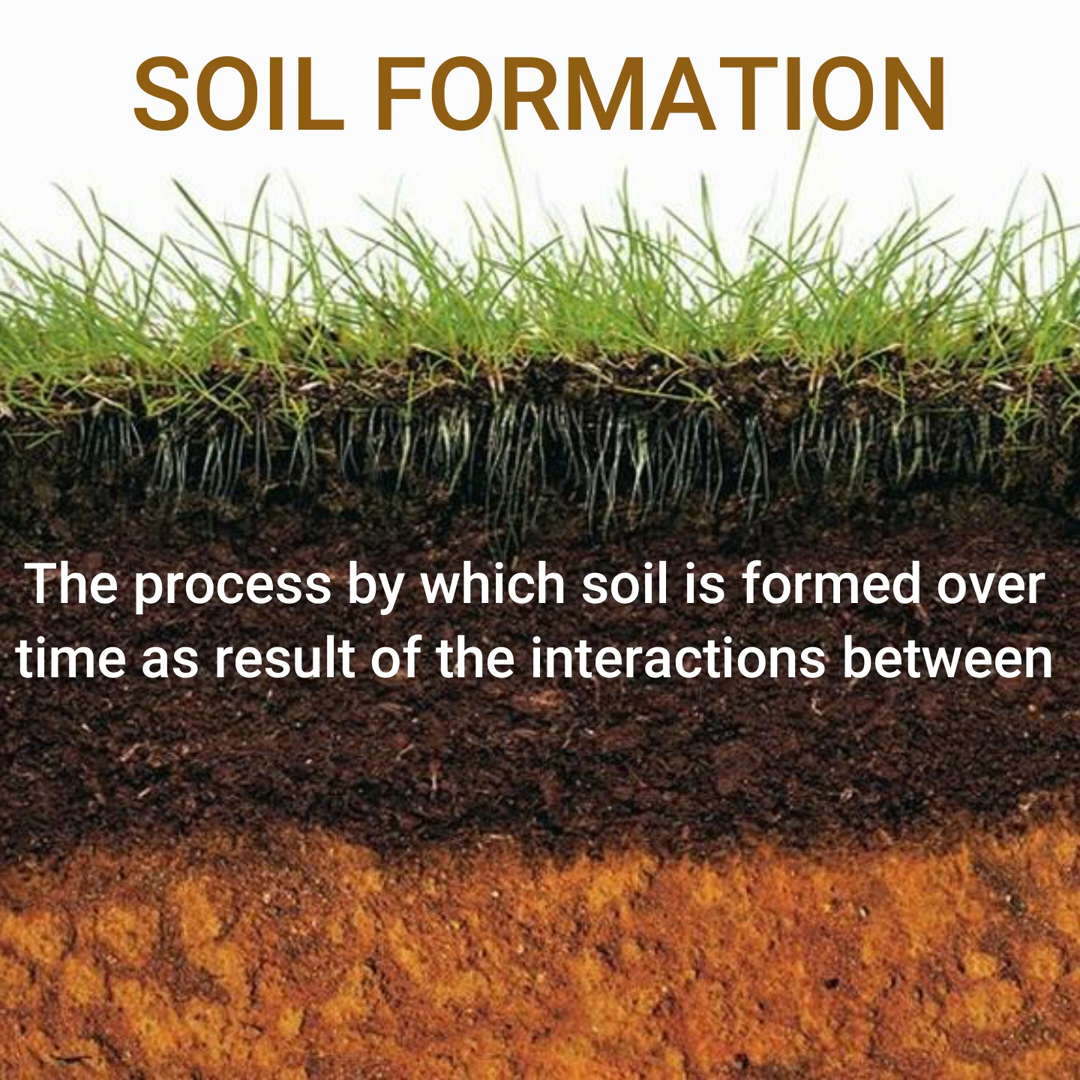 SOIL FORMATION
The process by which soil is formed over
time as result of the interactions between